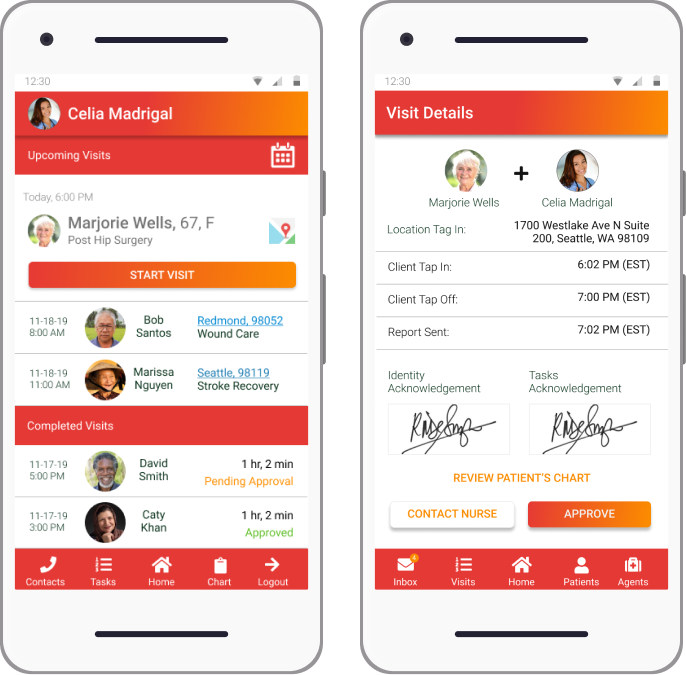 12:30
Celia Madrigal
Upcoming Visits
Today, 6:00 PM
Marjorie Wells, 67, F
Post Hip Surgery
START VISIT
11-18-19
8:00 AM
Bob
Santos
Redmond, 98052
Wound Care
11-18-19
11:00 AM
Marissa
Nguyen
Seattle, 98119
Stroke Recovery
Completed Visits
11-17-19
5:00 PM
David
Smith
1 hr, 2 min
Pending Approval
11-17-19
3:00 PM
Caty
Khan
1 hr, 2 min
Approved
Contacts Tasks Home Chart Logout
12:30
Visit Details
Marjorie Wells + Celia Madrigal
Location Tag In:
1700 Westlake Ave N Suite
200, Seattle, WA 98109
Client Tap In: 6:02 PM (EST)
Client Tap Off: 7:00 PM (EST)
Report Sent: 7:02 PM (EST)
Identity
Acknowledgement
Tasks
Acknowledgement
REVIEW PATIENT'S CHART
CONTACT NURSE APPROVE
4
Inbox Visits Home Patients Agents